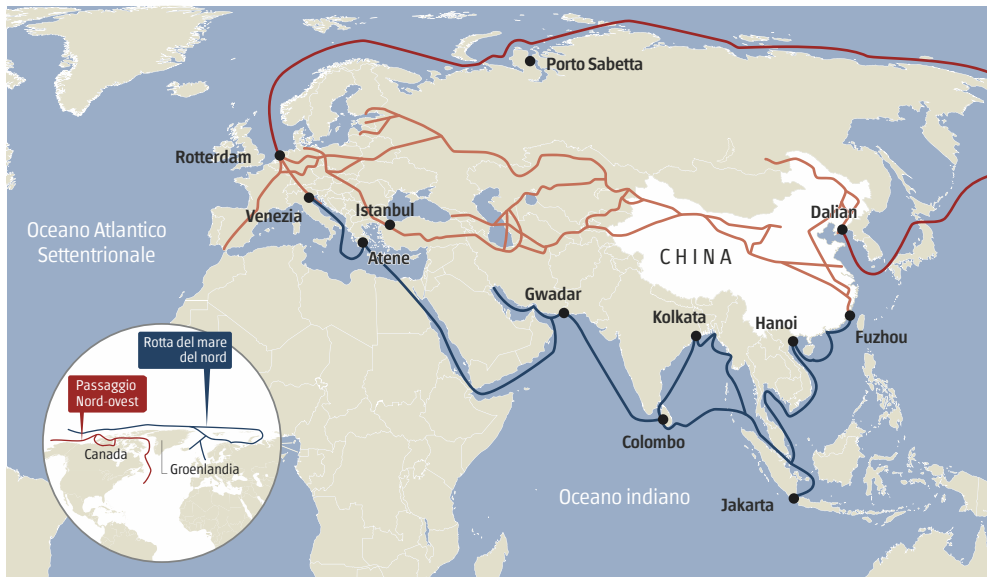 Porto Sabetta
Rotterdam
Venezia
Istanbul
Atene
Oceano Atlantico
Settentrionale
Dalian
CHINA
Gwadar
Kolkata
Hanoi
Fuzhou
Colombo
Oceano indiano
Jakarta
Rotta del mare
del nord
Passaggio
Nord-ovest
Canada
Groenlandia